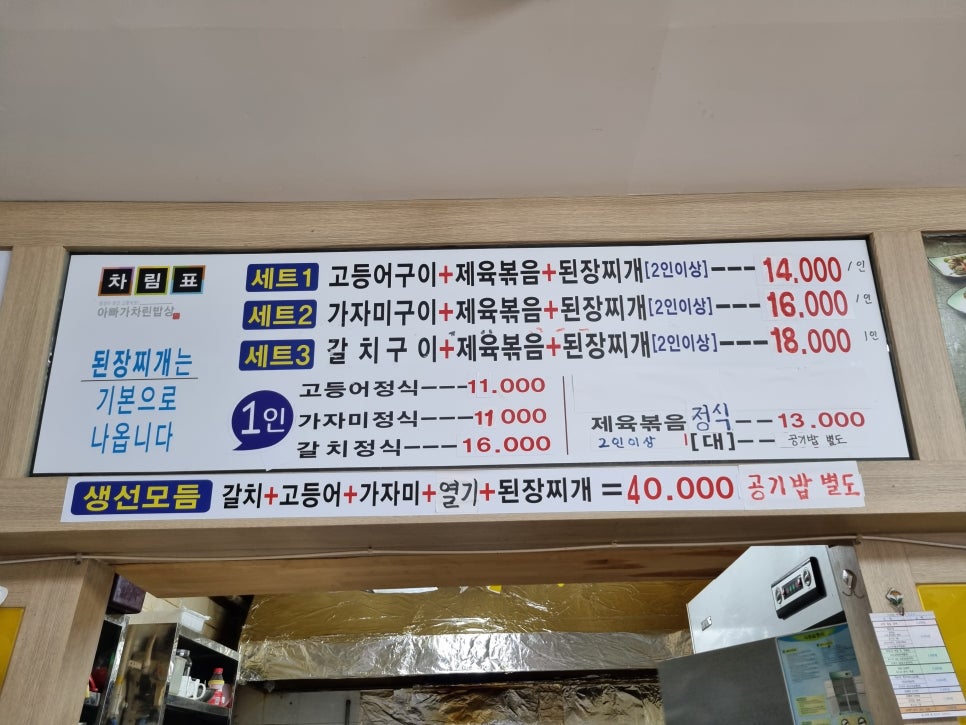 차림표
아빠가차린밥상
된장찌개는
기본으로
나옵니다
세트1 고등어구이+제육볶음+된장찌개[2인이상]---14.000/인
세트2 가자미구이+제육볶음+된장찌개[2인이상]---16.000/인
세트3 갈치구이+제육볶음+된장찌개[2인이상]---18.000 1인
1인
고등어정식---11.000
가자미정식---11000
갈치정식---16.000
제육볶음정식--13.000
2인이상 [대]--공기밥 별도
생선모듬 갈치+고등어+가자미+열기+된장찌개=40.000 공기밥 별도